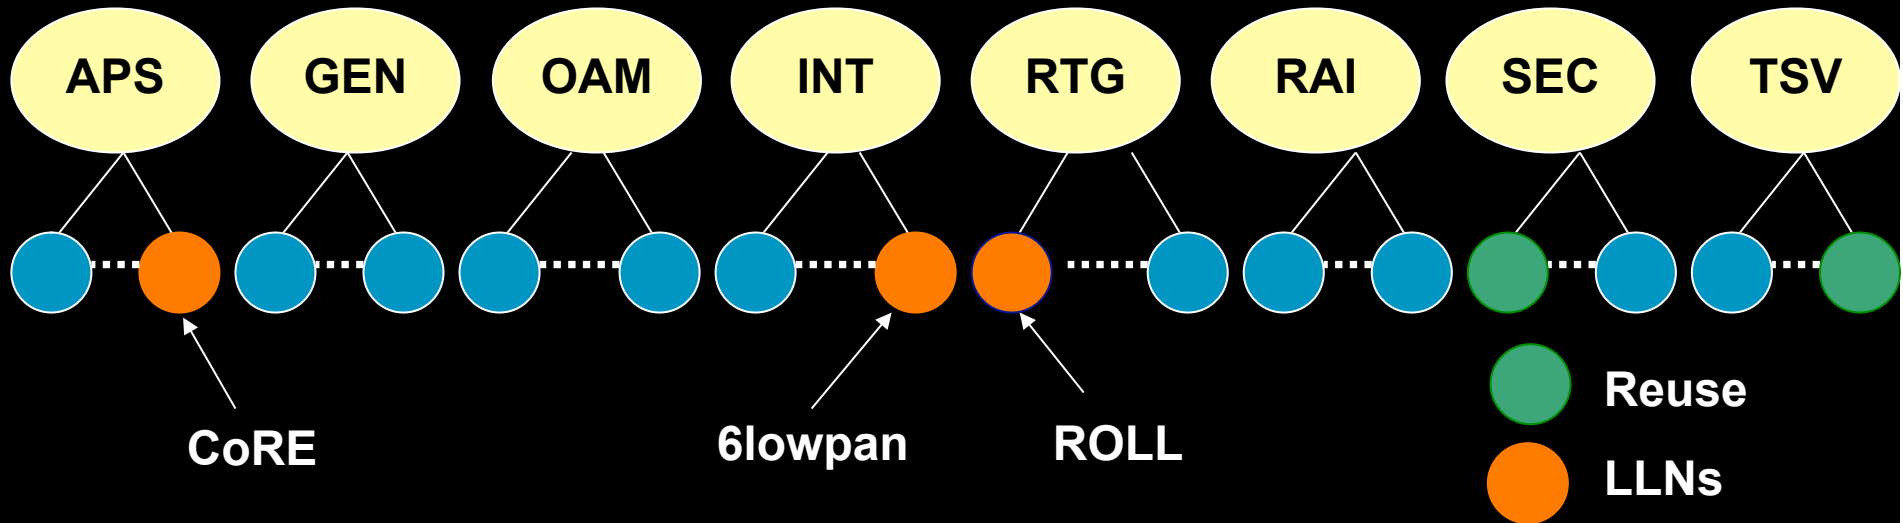 APS
GEN
OAM
INT
RTG
RAI
SEC
TSV
CoRE
6lowpan
ROLL
Reuse
LLNs